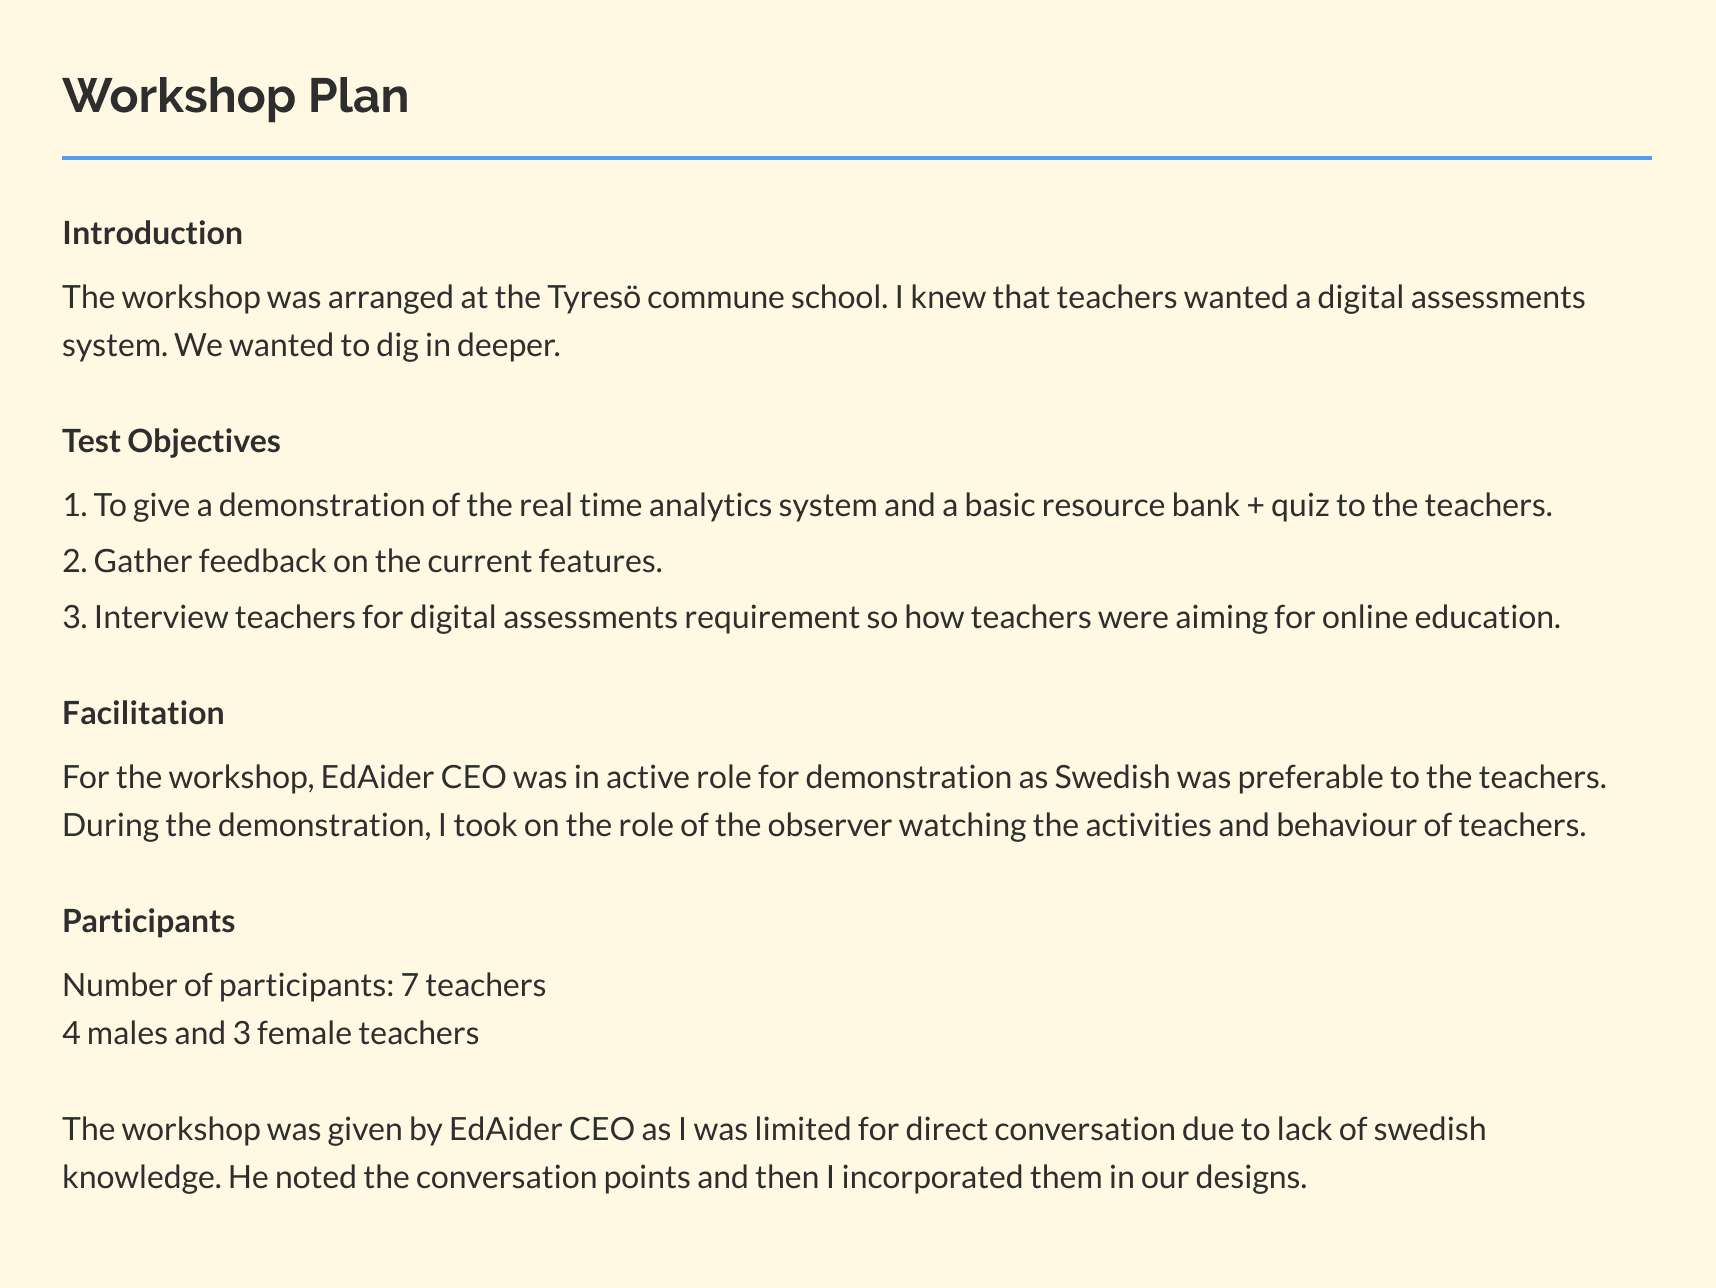 Workshop Plan
Introduction
The workshop was arranged at the Tyresö commune school. I knew that teachers wanted a digital assessments
system. We wanted to dig in deeper.
Test Objectives
1. To give a demonstration of the real time analytics system and a basic resource bank + quiz to the teachers.
2. Gather feedback on the current features.
3. Interview teachers for digital assessments requirement so how teachers were aiming for online education.
Facilitation
For the workshop, EdAider CEO was in active role for demonstration as Swedish was preferable to the teachers.
During the demonstration, I took on the role of the observer watching the activities and behaviour of teachers.
Participants
Number of participants: 7 teachers
4 males and 3 female teachers
The workshop was given by EdAider CEO as I was limited for direct conversation due to lack of swedish
knowledge. He noted the conversation points and then I incorporated them in our designs.